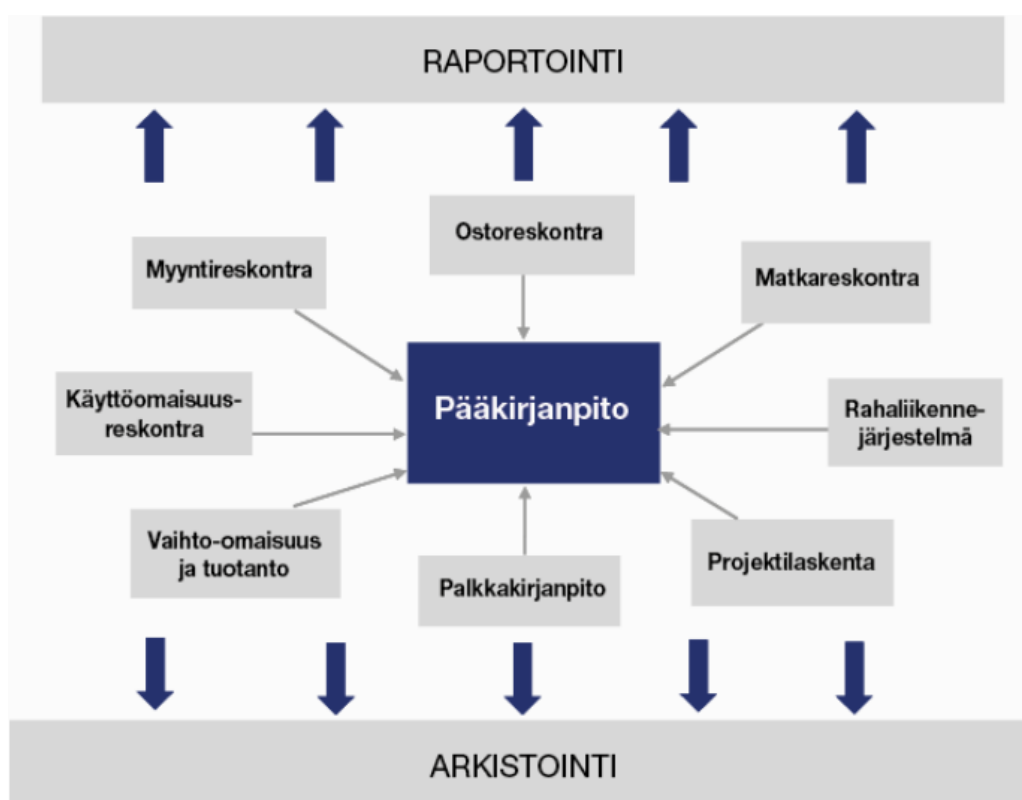 RAPORTOINTI
Ostoreskontra
Myyntireskontra
Matkareskontra
Käyttöomaisuus-
reskontra
Pääkirjanpito
Rahaliikenne-
järjestelmä
Vaihto-omaisuus
ja tuotanto
Palkkakirjanpito
Projektilaskenta
ARKISTOINTI